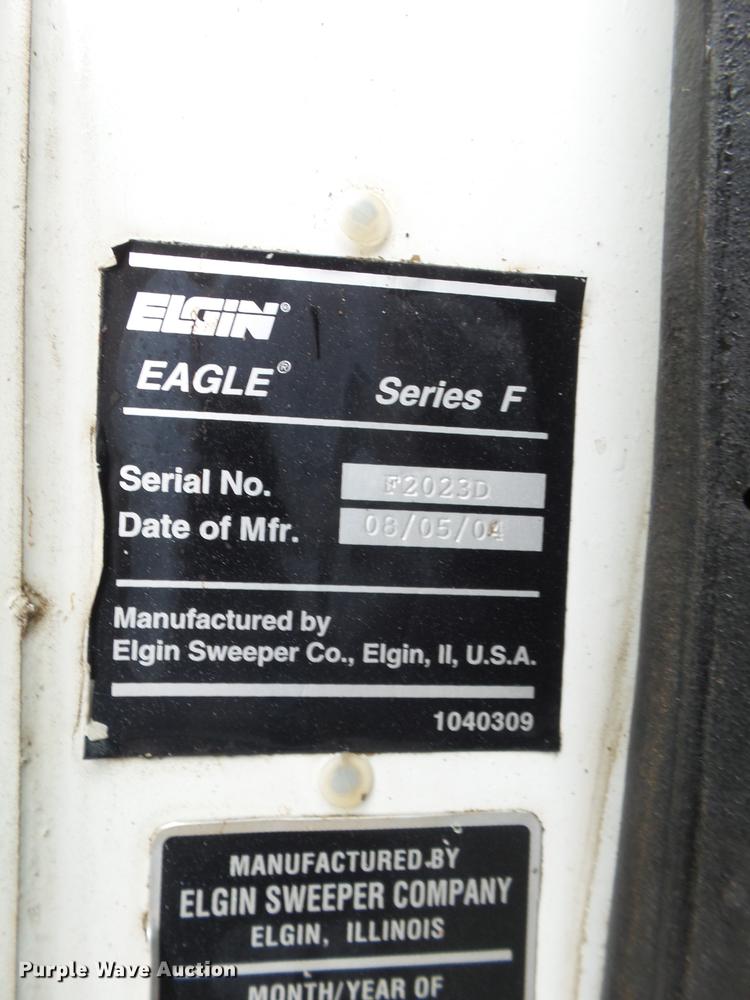 ELGIN®
EAGLE® Series F
Serial No. F2023D
Date of Mfr. 08/05/04
Manufactured by
Elgin Sweeper Co., Elgin, Il, U.S.A.
1040309
MANUFACTURED BY
ELGIN SWEEPER COMPANY
ELGIN, ILLINOIS
MONTH/YEAR OF
Purple Wave Auction